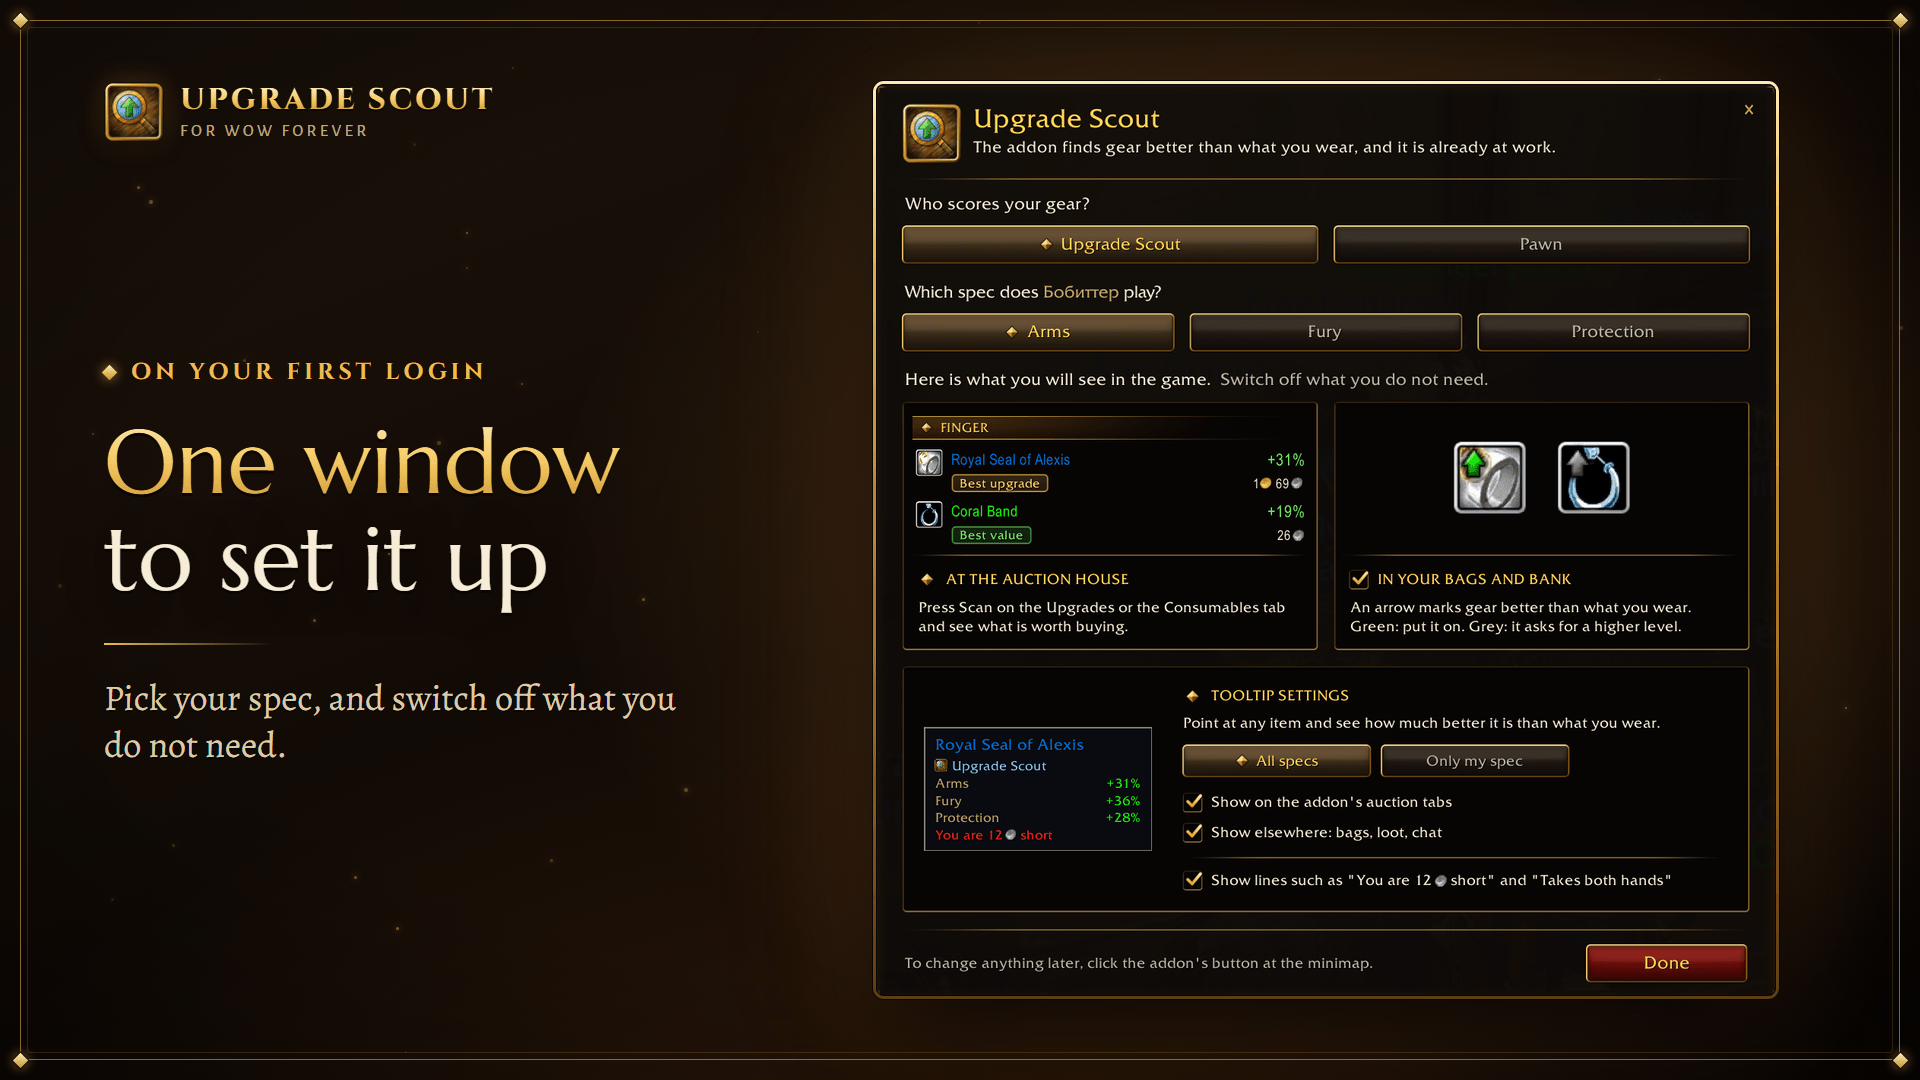 UPGRADE SCOUT
FOR WOW FOREVER
ON YOUR FIRST LOGIN
One window
to set it up
Pick your spec, and switch off what you
do not need.
Upgrade Scout
x
The addon finds gear better than what you wear, and it is already at work.
Who scores your gear?
Upgrade Scout
Pawn
Which spec does Бобиттер play?
Arms
Fury
Protection
Here is what you will see in the game. Switch off what you do not need.
FINGER
Royal Seal of Alexis +31%
Best upgrade 1 69
Coral Band +19%
Best value 26
AT THE AUCTION HOUSE
Press Scan on the Upgrades or the Consumables tab
and see what is worth buying.
IN YOUR BAGS AND BANK
An arrow marks gear better than what you wear.
Green: put it on. Grey: it asks for a higher level.
Royal Seal of Alexis
Upgrade Scout
Arms +31%
Fury +36%
Protection +28%
You are 12 short
TOOLTIP SETTINGS
Point at any item and see how much better it is than what you wear.
All specs
Only my spec
Show on the addon's auction tabs
Show elsewhere: bags, loot, chat
Show lines such as "You are 12 short" and "Takes both hands"
To change anything later, click the addon's button at the minimap.
Done